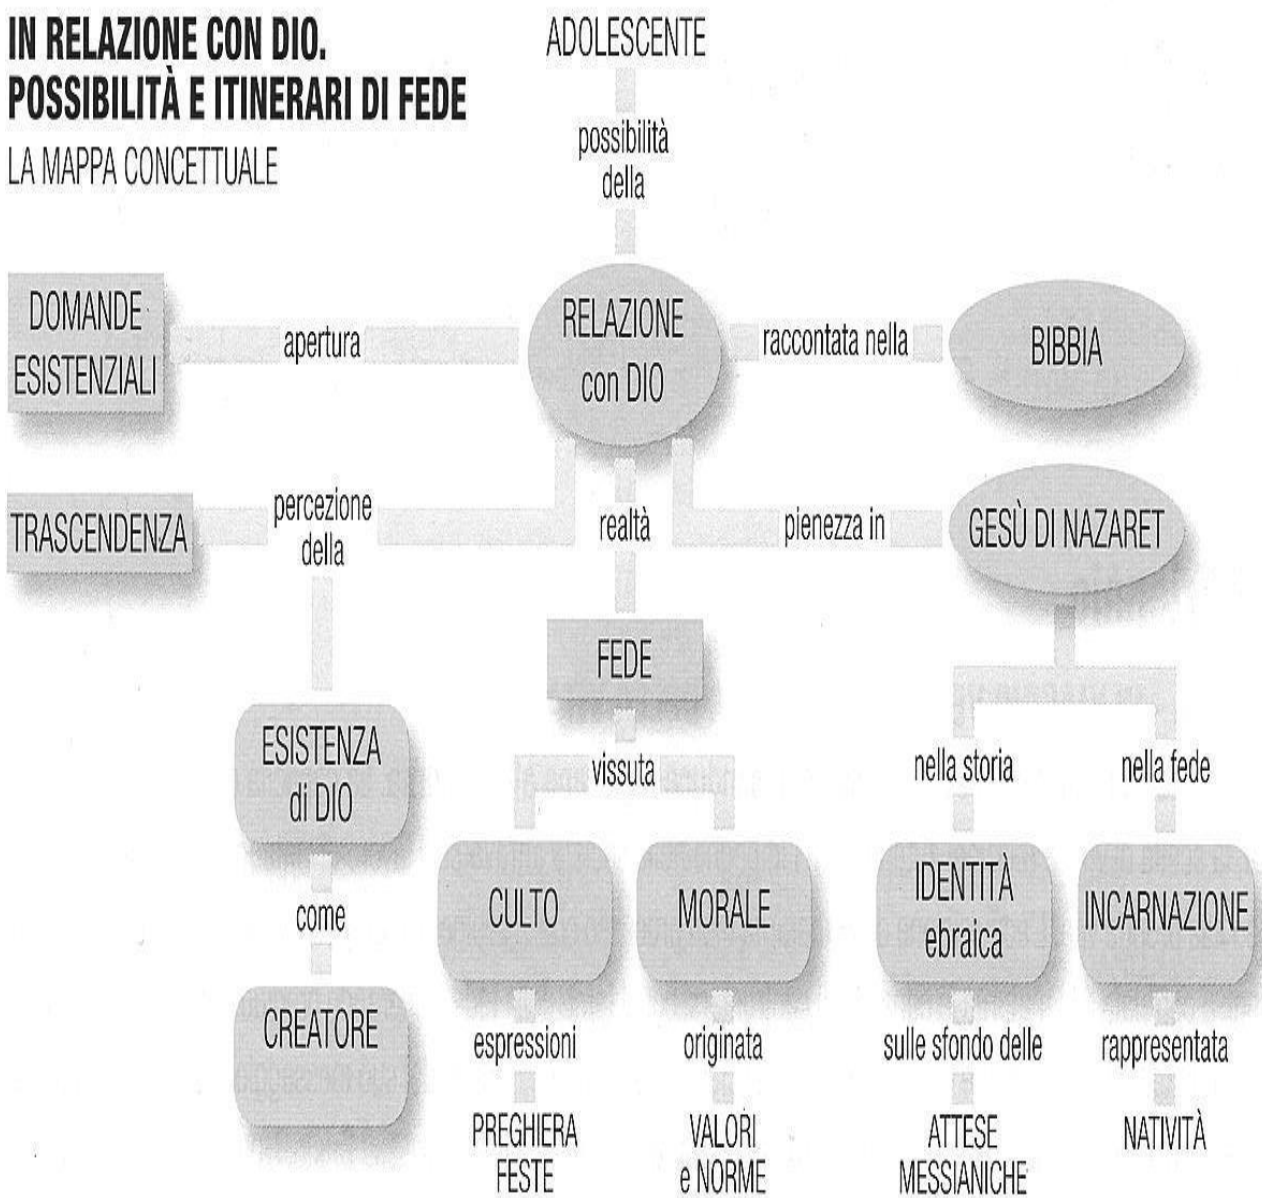 IN RELAZIONE CON DIO.
POSSIBILITÀ E ITINERARI DI FEDE
LA MAPPA CONCETTUALE
ADOLESCENTE
possibilità
della
DOMANDE
ESISTENZIALI
apertura
RELAZIONE
con DIO
raccontata nella
BIBBIA
TRASCENDENZA
percezione
della
realtà
pienezza in
GESÙ DI NAZARET
FEDE
ESISTENZA
di DIO
vissuta
nella storia
nella fede
come
CULTO
MORALE
IDENTITÀ
ebraica
INCARNAZIONE
CREATORE
espressioni
originata
sulle sfondo delle
rappresentata
PREGHIERA
FESTE
VALORI
e NORME
ATTESE
MESSIANICHE
NATIVITÀ